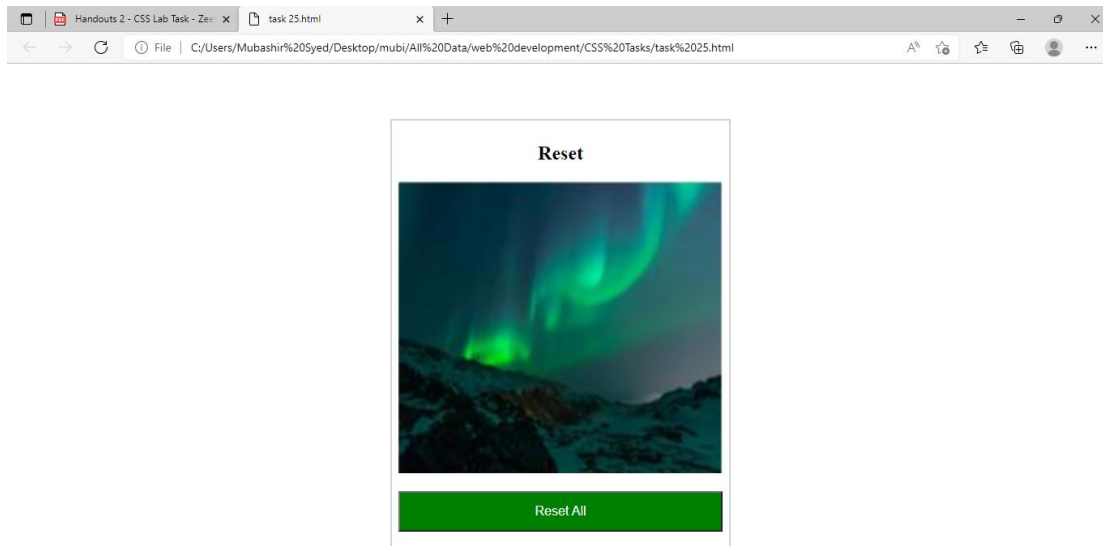 Handouts 2 - CSS Lab Task - Zee
task 25.html
File
C:/Users/Mubashir%20Syed/Desktop/mubi/All%20Data/web%20development/CSS%20Tasks/task%2025.html
Reset
Reset All